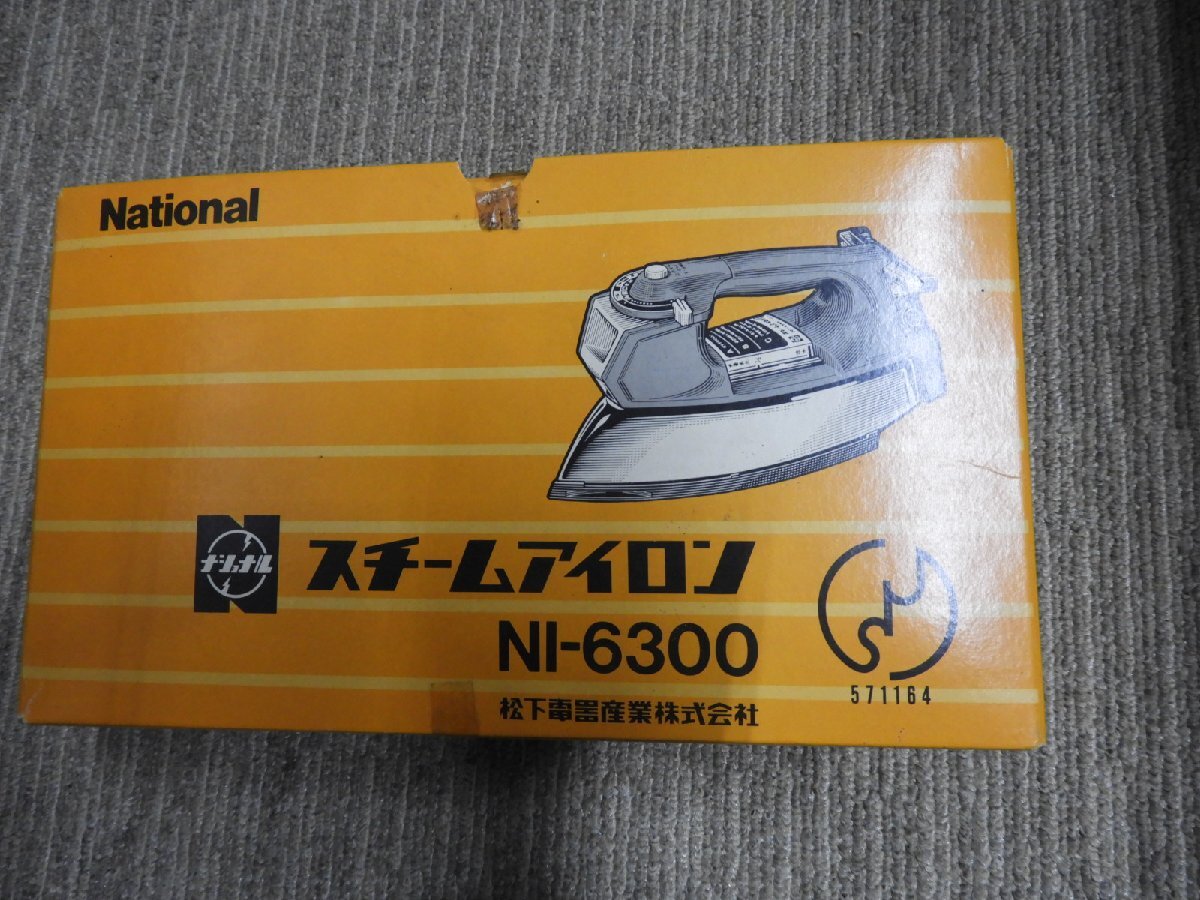 National
ナショナル
スチームアイロン
NI-6300
571164
松下電器産業株式会社